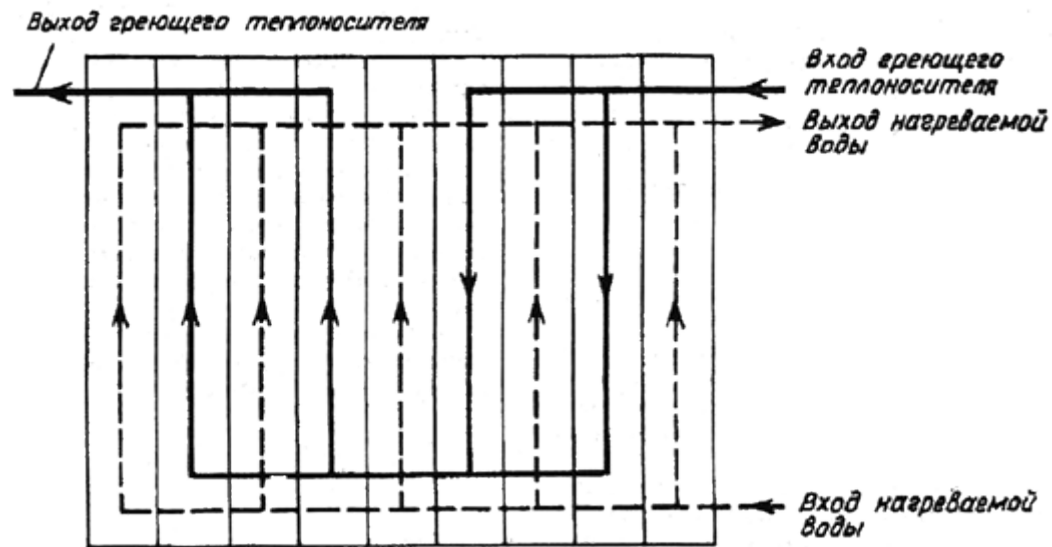 Выход греющего теплоносителя
Вход греющего
теплоносителя
Выход нагреваемой
воды
Вход нагреваемой
воды